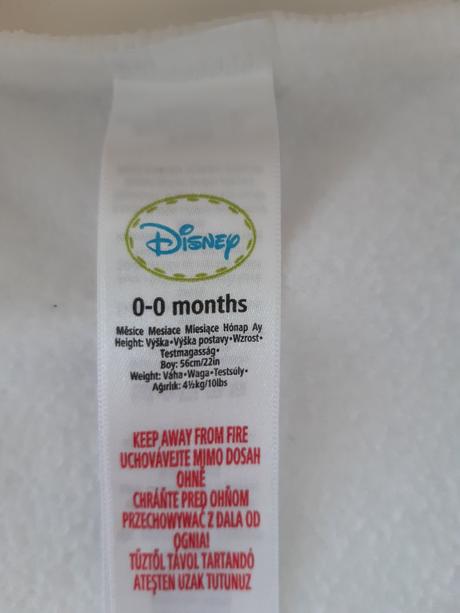 Disney
0-0 months
Měsíce Mesiace Miesiące Hónap Ay
Height: Výška•Výška postavy•Wzrost•
Testmagasság•
Boy: 56cm/22in
Weight: Váha•Waga•Testsúly•
Ağırlık: 4½kg/10lbs
KEEP AWAY FROM FIRE
UCHOVÁVEJTE MIMO DOSAH
OHNĚ
CHRÁŇTE PRED OHŇOM
PRZECHOWYWAĆ Z DALA OD
OGNIA!
TŰZTŐL TÁVOL TARTANDÓ
ATEŞTEN UZAK TUTUNUZ